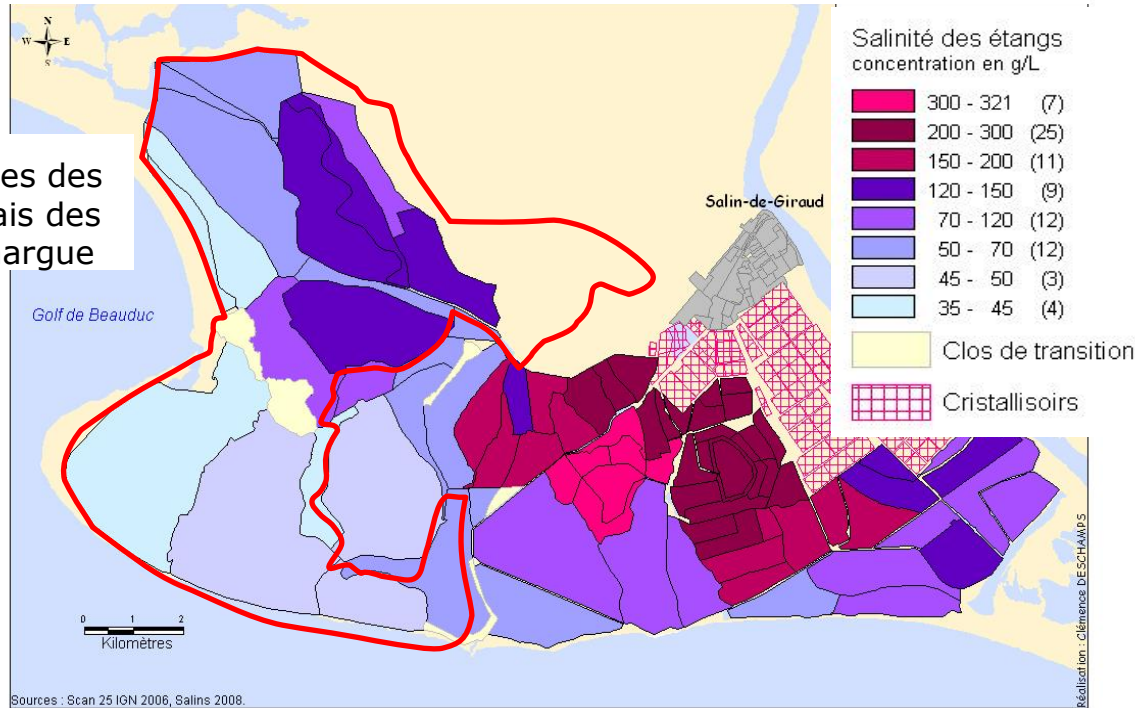 N
W E
S
es des
ais des
argue
Golf de Beauduc
Salin-de-Giraud
Salinité des étangs
concentration en g/L
300 - 321 (7)
200 - 300 (25)
150 - 200 (11)
120 - 150 (9)
70 - 120 (12)
50 - 70 (12)
45 - 50 (3)
35 - 45 (4)
Clos de transition
Cristallisoirs
0 1 2
Kilomètres
Sources : Scan 25 IGN 2006, Salins 2008.
Réalisation : Clémence DESCHAMPS